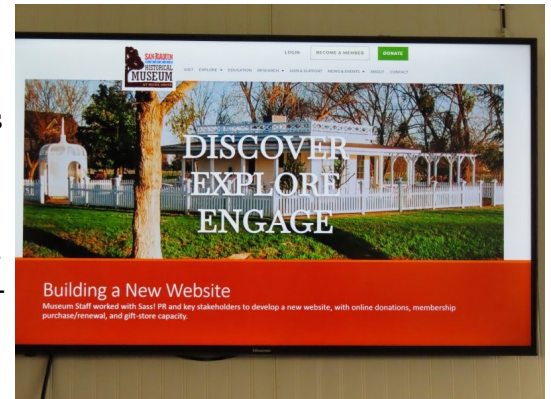 LOGIN BECOME A MEMBER DONATE
SAN JOAQUIN
HISTORICAL
MUSEUM
VISIT EXPLORE EDUCATION RESEARCH JOIN & SUPPORT NEWS & EVENTS ABOUT CONTACT
DISCOVER
EXPLORE
ENGAGE
Building a New Website
Museum Staff worked with Sass! PR and key stakeholders to develop a new website, with online donations, membership
purchase/renewal, and gift-store capacity.
Hisense